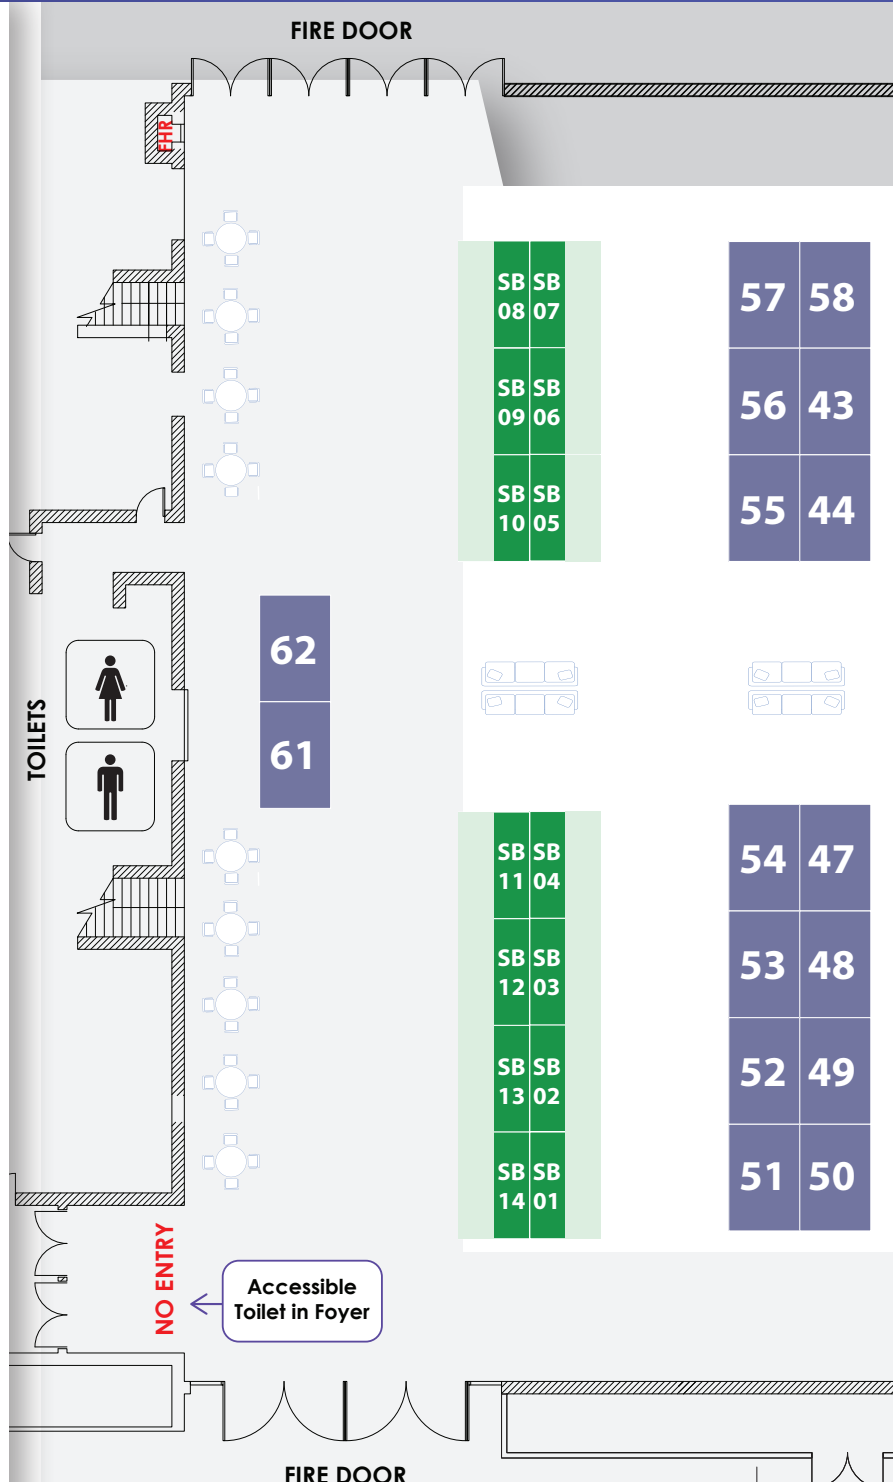 FIRE DOOR
FHR
SB SB
08 07
57 58
SB SB
09 06
56 43
SB SB
10 05
55 44
62
61
TOILETS
SB SB
11 04
54 47
SB SB
12 03
53 48
SB SB
13 02
52 49
SB SB
14 01
51 50
NO ENTRY
Accessible
Toilet in Foyer
FIRE DOOR